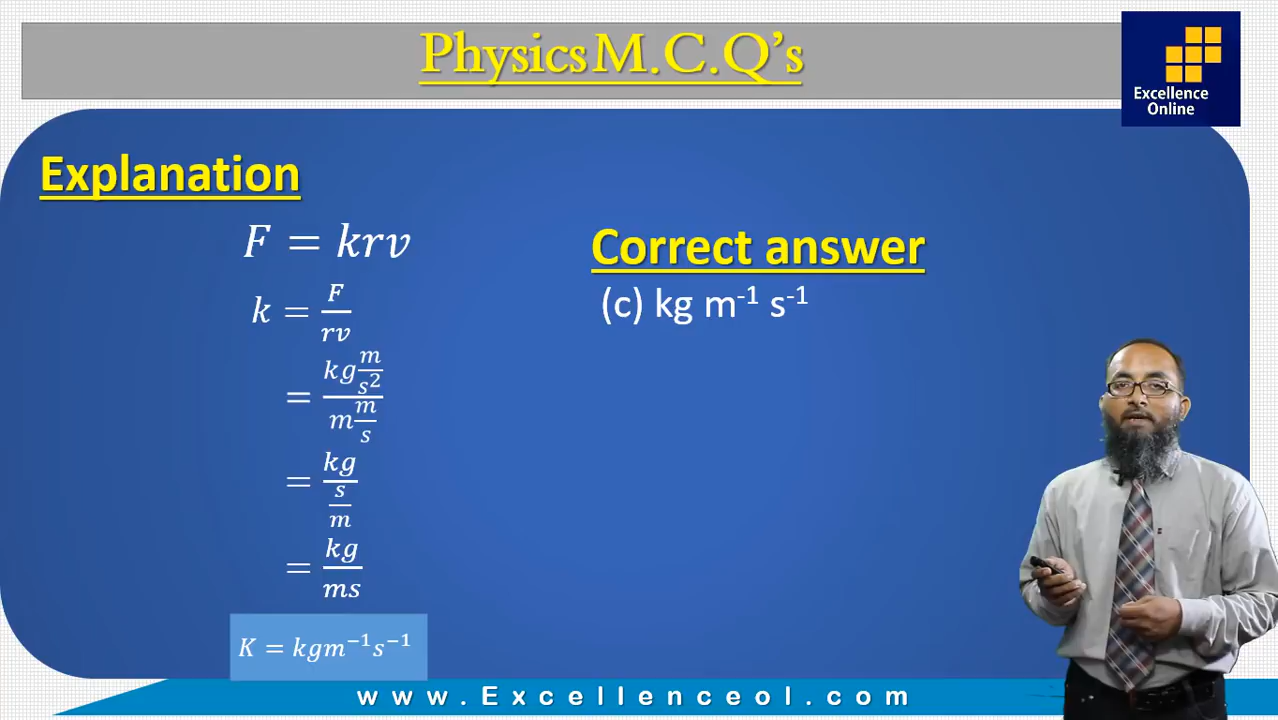 Physics M.C.Q's
Excellence
Online
Explanation
F = krv
k = F/rv
= kg m/s² / m m/s
= kg / s/m
= kg/ms
K = kgm⁻¹s⁻¹
Correct answer
(c) kg m⁻¹ s⁻¹
www.Excellenceol.com